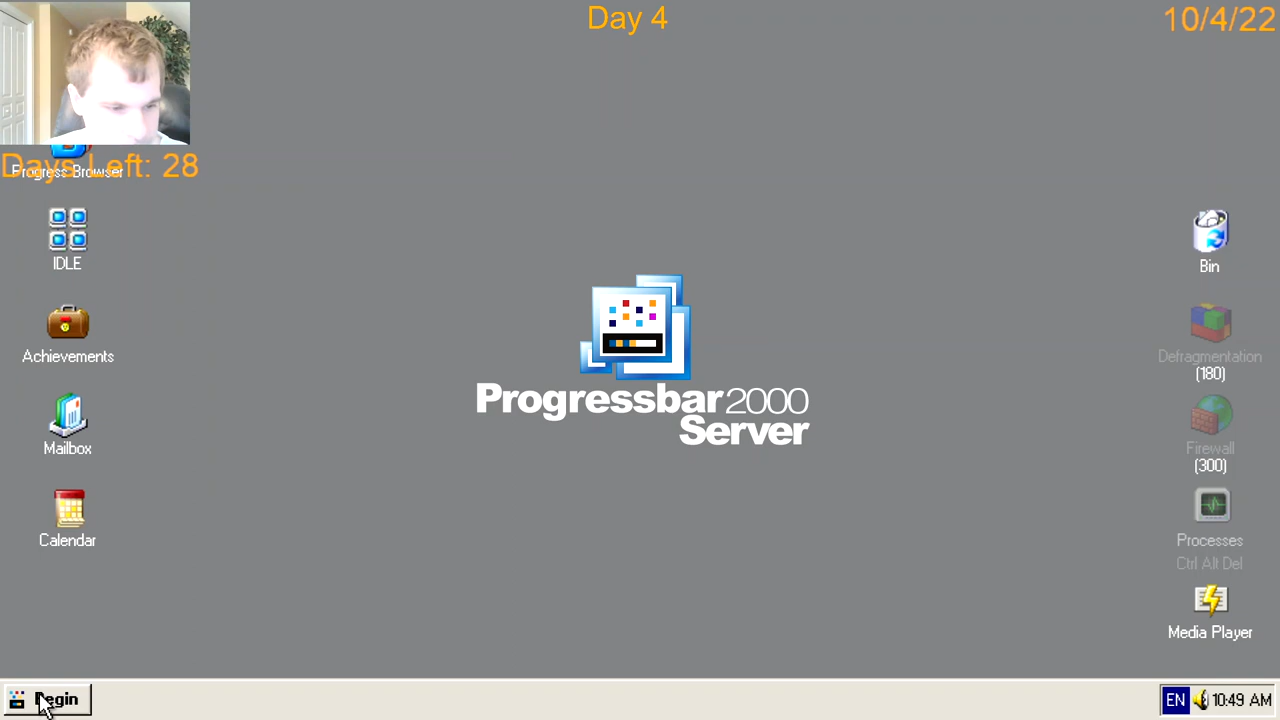 Day 4
10/4/22
Days Left: 28
Progress Browser
IDLE
Achievements
Mailbox
Calendar
Progressbar2000
Server
Bin
Defragmentation
(180)
Firewall
(300)
Processes
Ctrl Alt Del
Media Player
Begin
EN
10:49 AM